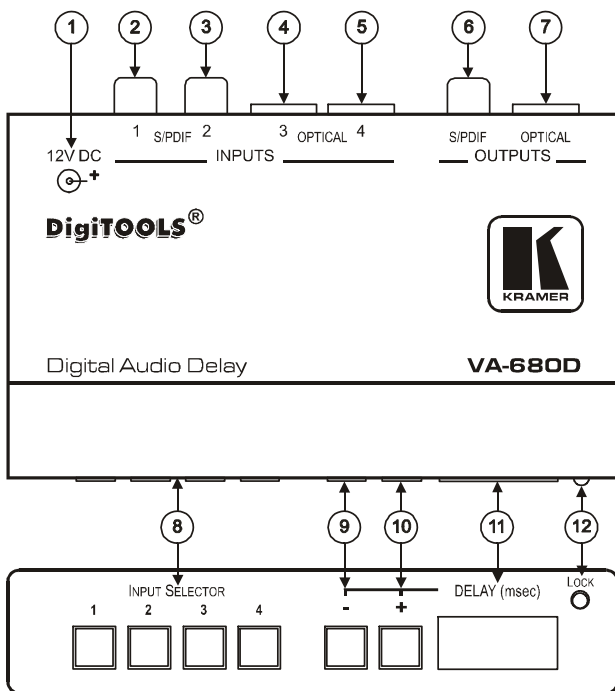 1 2 3 4 5 6 7
1 S/PDIF 2 3 OPTICAL 4 S/PDIF OPTICAL
INPUTS OUTPUTS
12V DC
+
DigiTOOLS®
K
KRAMER
Digital Audio Delay VA-680D
8 9 10 11 12
INPUT SELECTOR - + DELAY (msec) LOCK
1 2 3 4